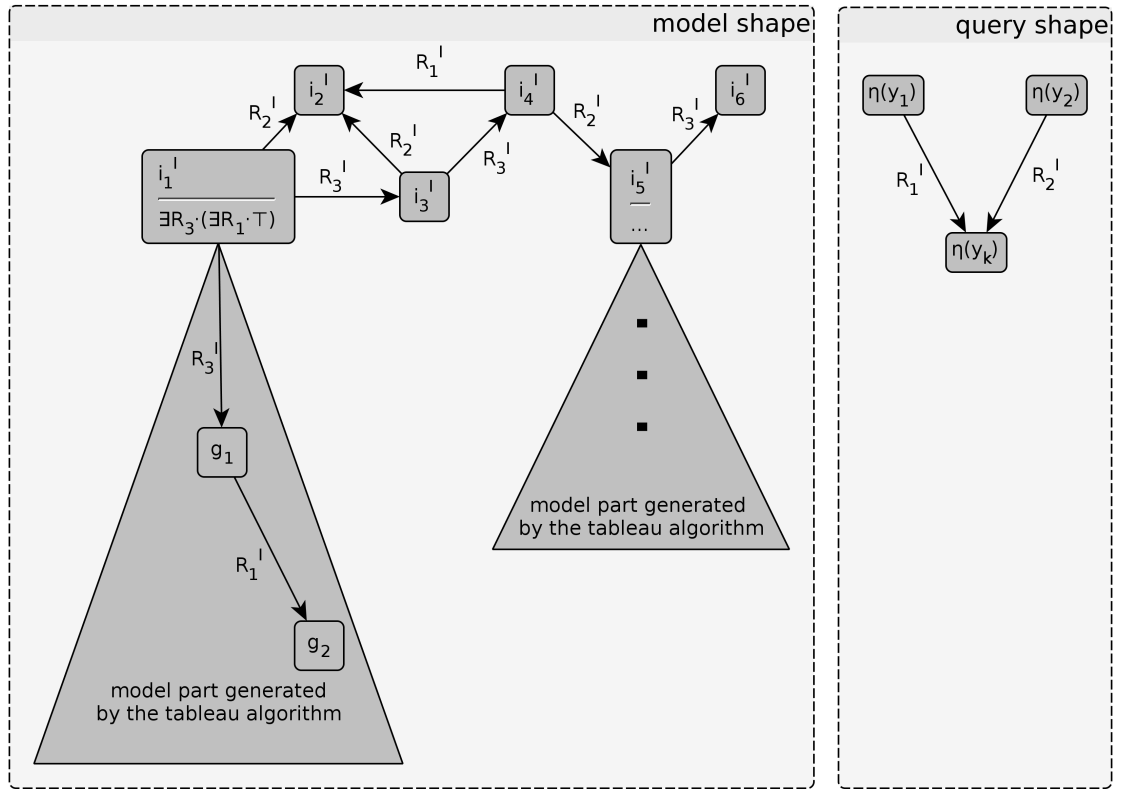 model shape
R₁ᴵ
i₂ᴵ
i₄ᴵ
i₆ᴵ
R₂ᴵ
R₂ᴵ
R₂ᴵ
R₃ᴵ
R₃ᴵ
i₁ᴵ
∃R₃·(∃R₁·⊤)
R₃ᴵ
i₃ᴵ
i₅ᴵ
...
R₃ᴵ
g₁
R₁ᴵ
g₂
model part generated
by the tableau algorithm
model part generated
by the tableau algorithm
query shape
η(y₁)
η(y₂)
R₁ᴵ
R₂ᴵ
η(yₖ)